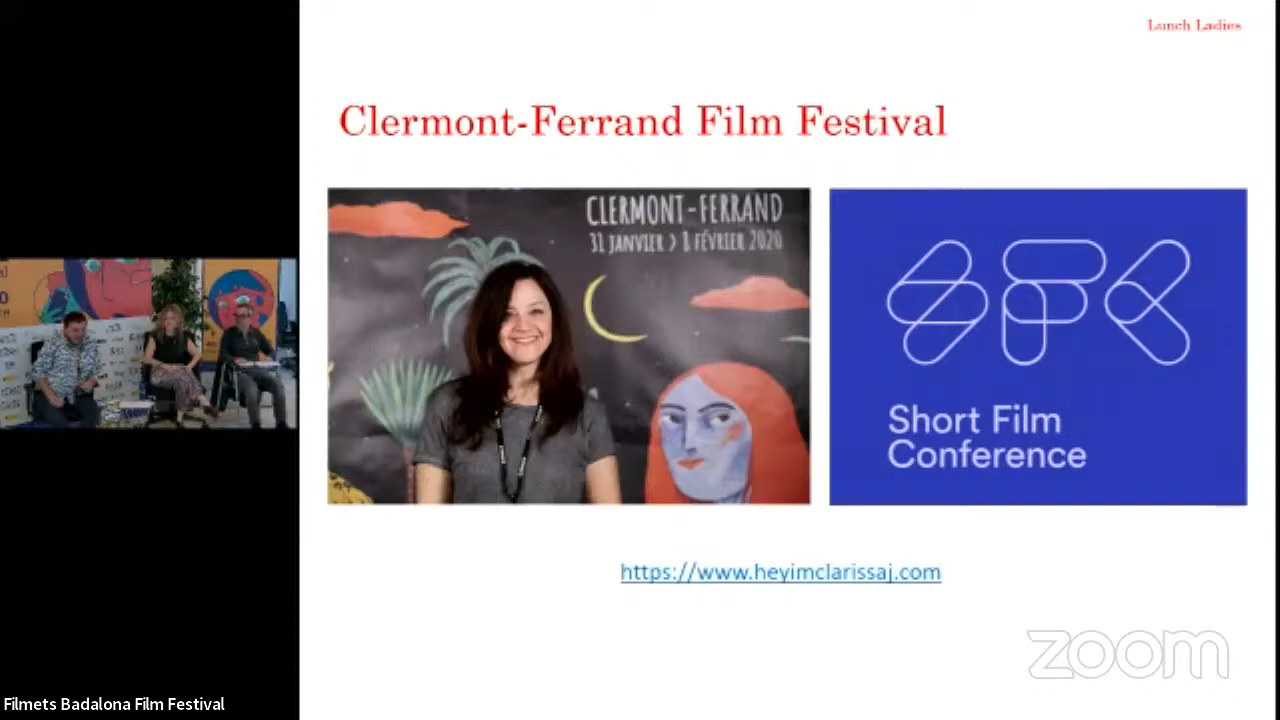 Lunch Ladies
Clermont-Ferrand Film Festival
CLERMONT-FERRAND
31 JANVIER > 8 FÉVRIER 2020
SFC
Short Film
Conference
https://www.heyimclarissaj.com
zoom
Filmets Badalona Film Festival